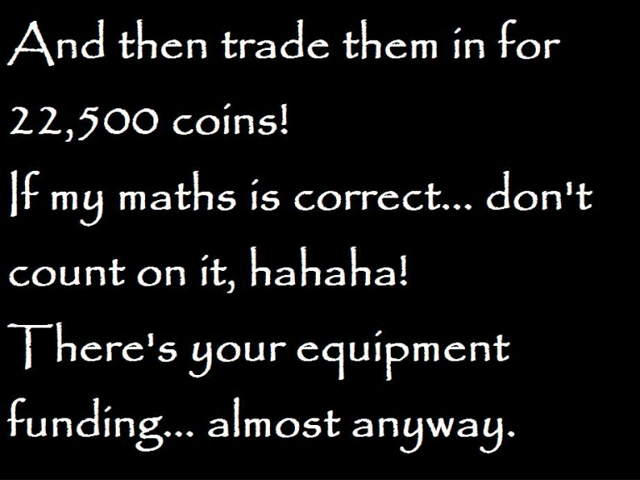 And then trade them in for
22,500 coins!
If my maths is correct... don't
count on it, hahaha!
There's your equipment
funding... almost anyway.